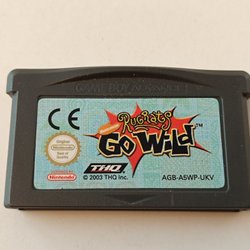 GAME BOY ADVANCE
CE
NICKELODEON
Rugrats
GO WILD™
Original
Nintendo
Seal of
Quality
Nintendo
THQ
© 2003 THQ Inc.
AGB-A5WP-UKV